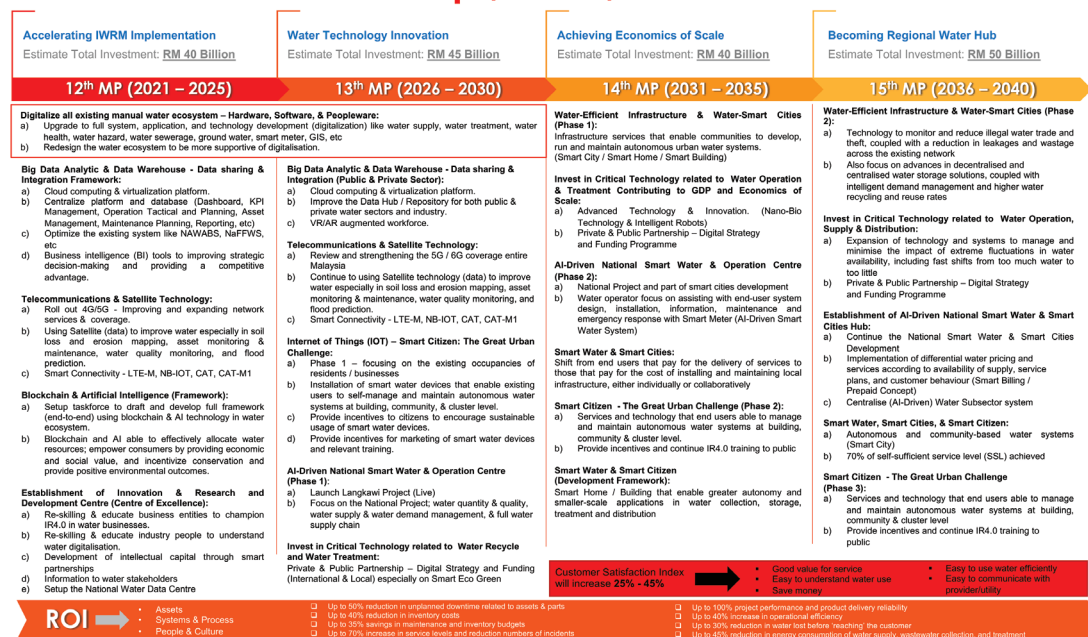 Accelerating IWRM Implementation
Estimate Total Investment: RM 40 Billion
Water Technology Innovation
Estimate Total Investment: RM 45 Billion
Achieving Economics of Scale
Estimate Total Investment: RM 40 Billion
Becoming Regional Water Hub
Estimate Total Investment: RM 50 Billion
12th MP (2021 – 2025)
13th MP (2026 – 2030)
14th MP (2031 – 2035)
15th MP (2036 – 2040)
Digitalize all existing manual water ecosystem – Hardware, Software, & Peopleware:
a) Upgrade to full system, application, and technology development (digitalization) like water supply, water treatment, water
health, water hazard, water sewerage, ground water, smart meter, GIS, etc
b) Redesign the water ecosystem to be more supportive of digitalisation.
Big Data Analytic & Data Warehouse - Data sharing &
Integration Framework:
a) Cloud computing & virtualization platform.
b) Centralize platform and database (Dashboard, KPI
Management, Operation Tactical and Planning, Asset
Management, Maintenance Planning, Reporting, etc)
c) Optimize the existing system like NAWABS, NaFFWS,
etc
d) Business intelligence (BI) tools to improving strategic
decision-making and providing a competitive
advantage.
Telecommunications & Satellite Technology:
a) Roll out 4G/5G - Improving and expanding network
services & coverage.
b) Using Satellite (data) to improve water especially in soil
loss and erosion mapping, asset monitoring &
maintenance, water quality monitoring, and flood
prediction.
c) Smart Connectivity - LTE-M, NB-IOT, CAT, CAT-M1
Blockchain & Artificial Intelligence (Framework):
a) Setup taskforce to draft and develop full framework
(end-to-end) using blockchain & AI technology in water
ecosystem.
b) Blockchain and AI able to effectively allocate water
resources; empower consumers by providing economic
and social value, and incentivize conservation and
provide positive environmental outcomes.
Establishment of Innovation & Research and
Development Centre (Centre of Excellence):
a) Re-skilling & educate business entities to champion
IR4.0 in water businesses.
b) Re-skilling & educate industry people to understand
water digitalisation.
c) Development of intellectual capital through smart
partnerships
d) Information to water stakeholders
e) Setup the National Water Data Centre
Big Data Analytic & Data Warehouse - Data sharing &
Integration (Public & Private Sector):
a) Cloud computing & virtualization platform.
b) Improve the Data Hub / Repository for both public &
private water sectors and industry.
c) VR/AR augmented workforce.
Telecommunications & Satellite Technology:
a) Review and strengthening the 5G / 6G coverage entire
Malaysia
b) Continue to using Satellite technology (data) to improve
water especially in soil loss and erosion mapping, asset
monitoring & maintenance, water quality monitoring, and
flood prediction.
c) Smart Connectivity - LTE-M, NB-IOT, CAT, CAT-M1
Internet of Things (IOT) – Smart Citizen: The Great Urban
Challenge:
a) Phase 1 – focusing on the existing occupancies of
residents / businesses
b) Installation of smart water devices that enable existing
users to self-manage and maintain autonomous water
systems at building, community, & cluster level.
c) Provide incentives to citizens to encourage sustainable
usage of smart water devices.
d) Provide incentives for marketing of smart water devices
and relevant training.
AI-Driven National Smart Water & Operation Centre
(Phase 1):
a) Launch Langkawi Project (Live)
b) Focus on the National Project; water quantity & quality,
water supply & water demand management, & full water
supply chain
Invest in Critical Technology related to Water Recycle
and Water Treatment:
Private & Public Partnership – Digital Strategy and Funding
(International & Local) especially on Smart Eco Green
Water-Efficient Infrastructure & Water-Smart Cities
(Phase 1):
Infrastructure services that enable communities to develop,
run and maintain autonomous urban water systems.
(Smart City / Smart Home / Smart Building)
Invest in Critical Technology related to Water Operation
& Treatment Contributing to GDP and Economics of
Scale:
a) Advanced Technology & Innovation. (Nano-Bio
Technology & Intelligent Robots)
b) Private & Public Partnership – Digital Strategy
and Funding Programme
AI-Driven National Smart Water & Operation Centre
(Phase 2):
a) National Project and part of smart cities development
b) Water operator focus on assisting with end-user system
design, installation, information, maintenance and
emergency response with Smart Meter (AI-Driven Smart
Water System)
Smart Water & Smart Cities:
Shift from end users that pay for the delivery of services to
those that pay for the cost of installing and maintaining local
infrastructure, either individually or collaboratively
Smart Citizen - The Great Urban Challenge (Phase 2):
a) Services and technology that end users able to manage
and maintain autonomous water systems at building,
community & cluster level.
b) Provide incentives and continue IR4.0 training to public
Smart Water & Smart Citizen
(Development Framework):
Smart Home / Building that enable greater autonomy and
smaller-scale applications in water collection, storage,
treatment and distribution
Water-Efficient Infrastructure & Water-Smart Cities (Phase
2):
a) Technology to monitor and reduce illegal water trade and
theft, coupled with a reduction in leakages and wastage
across the existing network
b) Also focus on advances in decentralised and
centralised water storage solutions, coupled with
intelligent demand management and higher water
recycling and reuse rates
Invest in Critical Technology related to Water Operation,
Supply & Distribution:
a) Expansion of technology and systems to manage and
minimise the impact of extreme fluctuations in water
availability, including fast shifts from too much water to
too little
b) Private & Public Partnership – Digital Strategy
and Funding Programme
Establishment of AI-Driven National Smart Water & Smart
Cities Hub:
a) Continue the National Smart Water & Smart Cities
Development
b) Implementation of differential water pricing and
services according to availability of supply, service
plans, and customer behaviour (Smart Billing /
Prepaid Concept)
c) Centralise (AI-Driven) Water Subsector system
Smart Water, Smart Cities, & Smart Citizen:
a) Autonomous and community-based water systems
(Smart City)
b) 70% of self-sufficient service level (SSL) achieved
Smart Citizen - The Great Urban Challenge
(Phase 3):
a) Services and technology that end users able to manage
and maintain autonomous water systems at building,
community & cluster level
b) Provide incentives and continue IR4.0 training to
public
Customer Satisfaction Index
will increase 25% - 45%
• Good value for service
• Easy to understand water use
• Save money
• Easy to use water efficiently
• Easy to communicate with
provider/utility
ROI
• Assets
• Systems & Process
• People & Culture
❑ Up to 50% reduction in unplanned downtime related to assets & parts
❑ Up to 40% reduction in inventory costs
❑ Up to 35% savings in maintenance and inventory budgets
❑ Up to 70% increase in service levels and reduction numbers of incidents
❑ Up to 100% project performance and product delivery reliability
❑ Up to 40% increase in operational efficiency
❑ Up to 30% reduction in water lost before 'reaching' the customer
❑ Up to 45% reduction in energy consumption of water supply, wastewater collection, and treatment